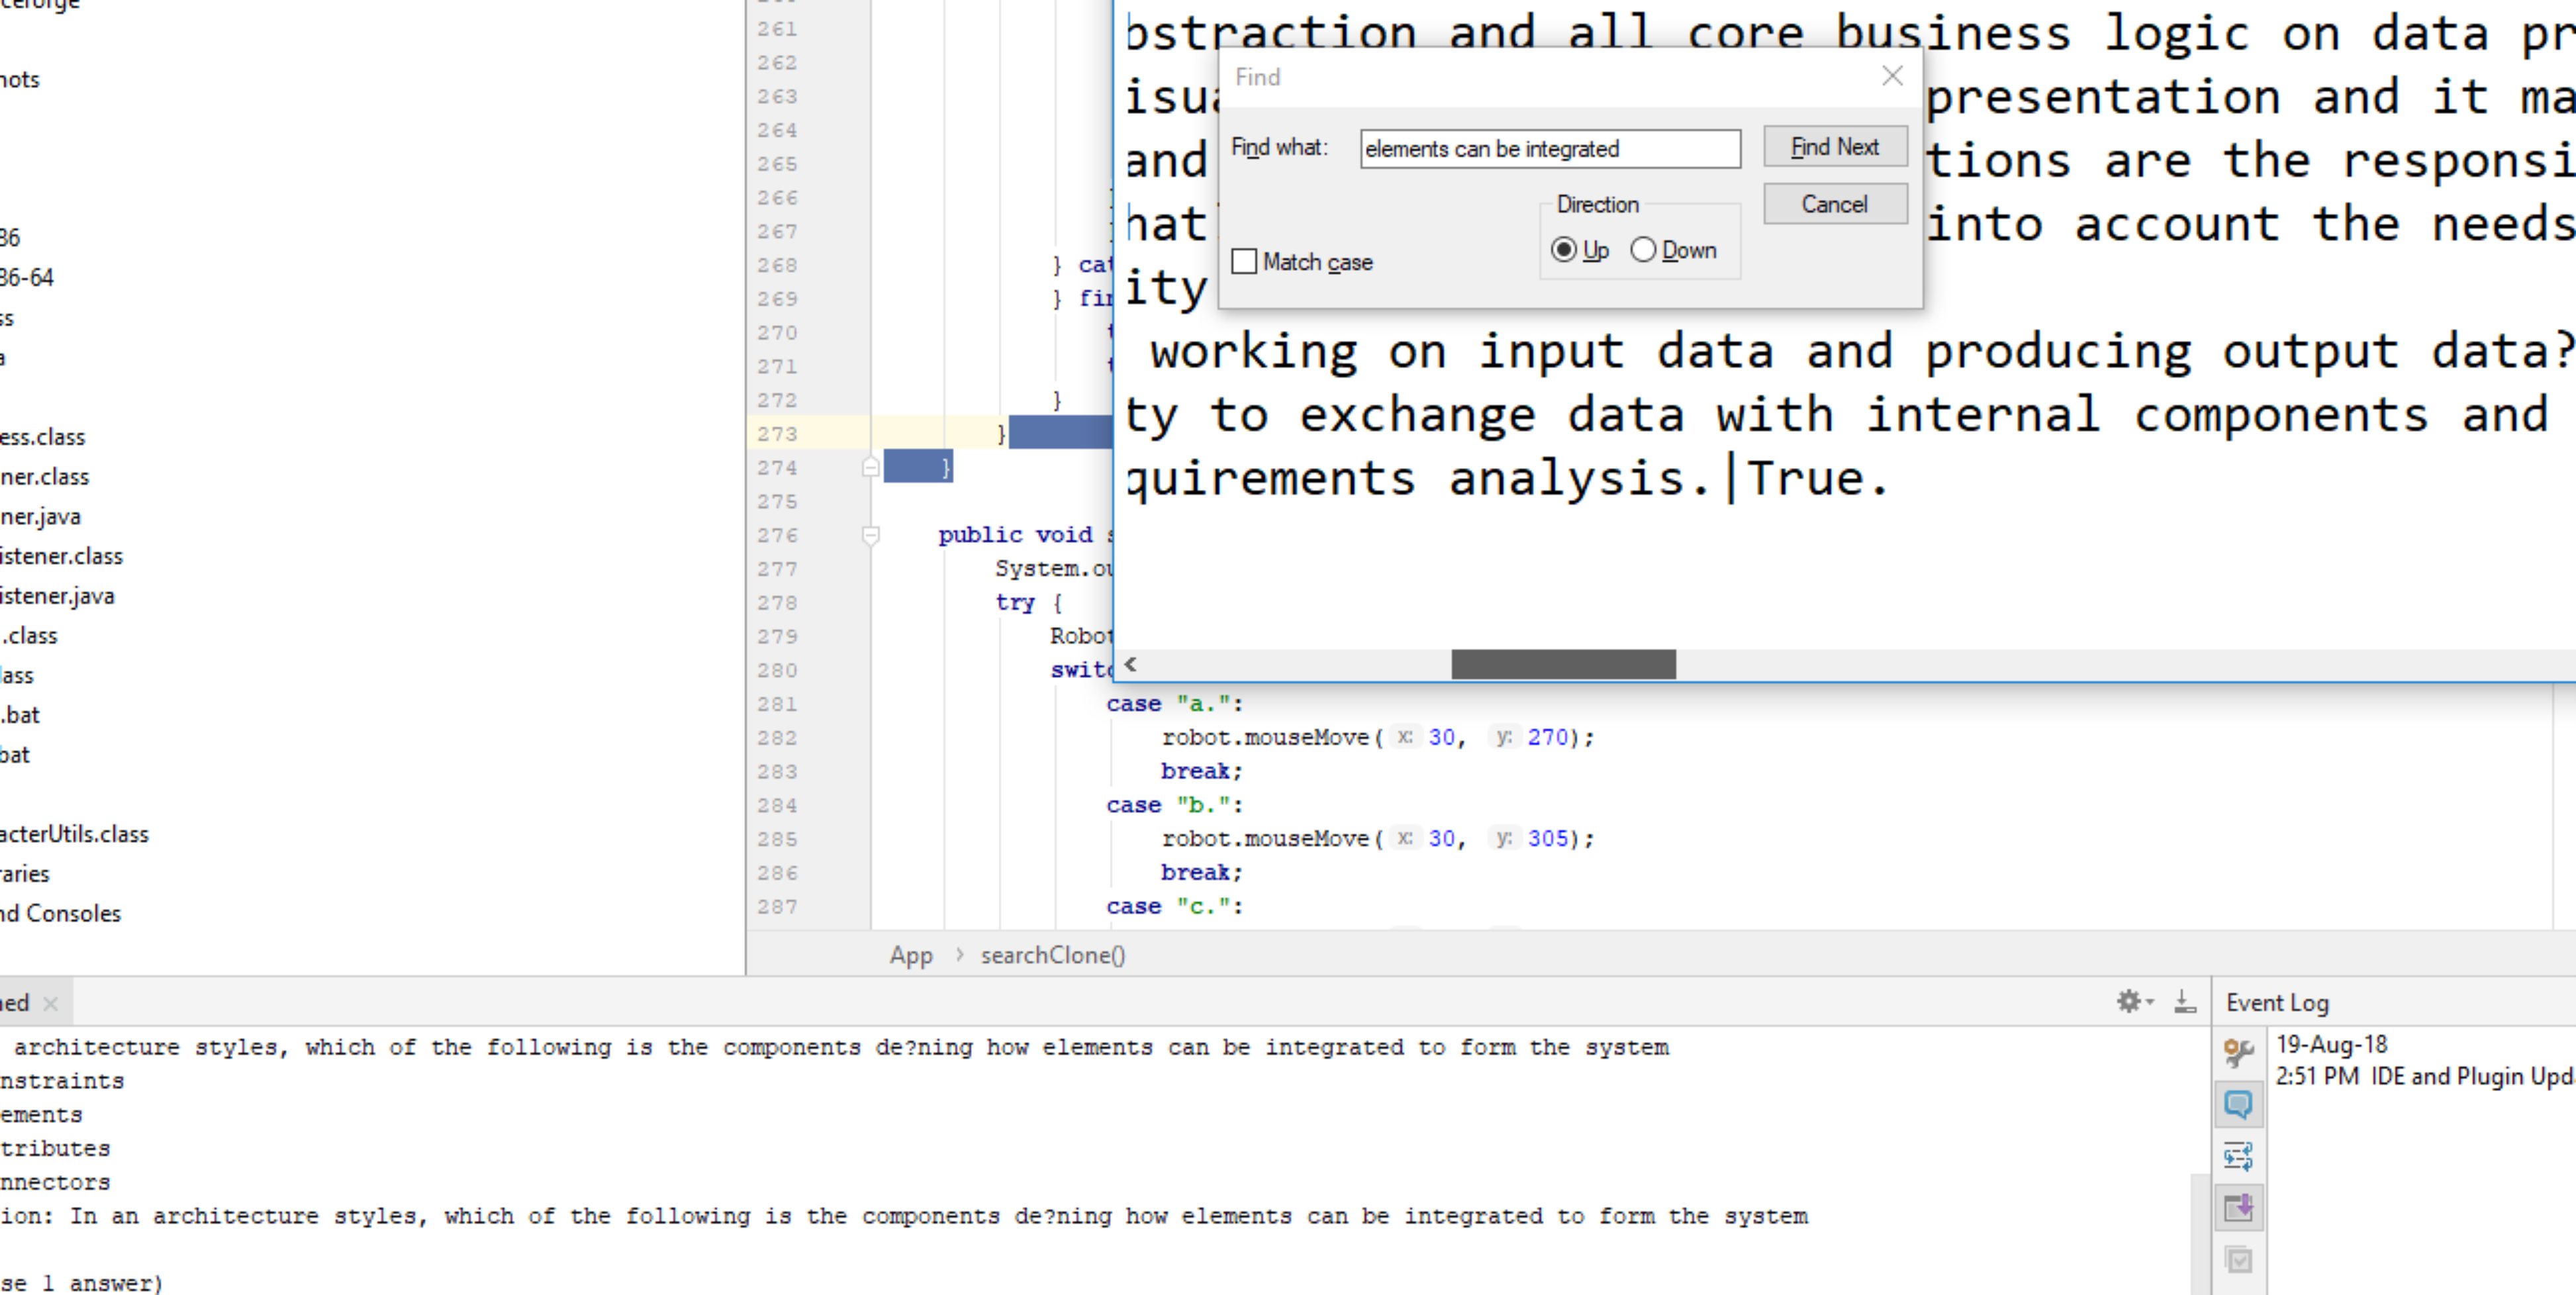 ceforge
nots
86
86-64
ss
a
ess.class
ner.class
ner.java
istener.class
istener.java
.class
lass
.bat
bat
acterUtils.class
raries
nd Consoles
261
262
263
264
265
266
267
268 } cat
269 } fin
270 t
271 t
272 }
273 }
274 }
275
276 public void s
277 System.ou
278 try {
279 Robot
280 switc
281 case "a.":
282 robot.mouseMove( x: 30, y: 270);
283 break;
284 case "b.":
285 robot.mouseMove( x: 30, y: 305);
286 break;
287 case "c.":
App > searchClone()
bstraction and all core business logic on data pr
isua presentation and it ma
and tions are the responsi
hat into account the needs
ity
working on input data and producing output data?
ty to exchange data with internal components and
quirements analysis.|True.
Find
Find what: elements can be integrated Find Next
Direction Cancel
Match case Up Down
ned
architecture styles, which of the following is the components de?ning how elements can be integrated to form the system
nstraints
ements
tributes
nnectors
ion: In an architecture styles, which of the following is the components de?ning how elements can be integrated to form the system
se 1 answer)
Event Log
19-Aug-18
2:51 PM IDE and Plugin Upd